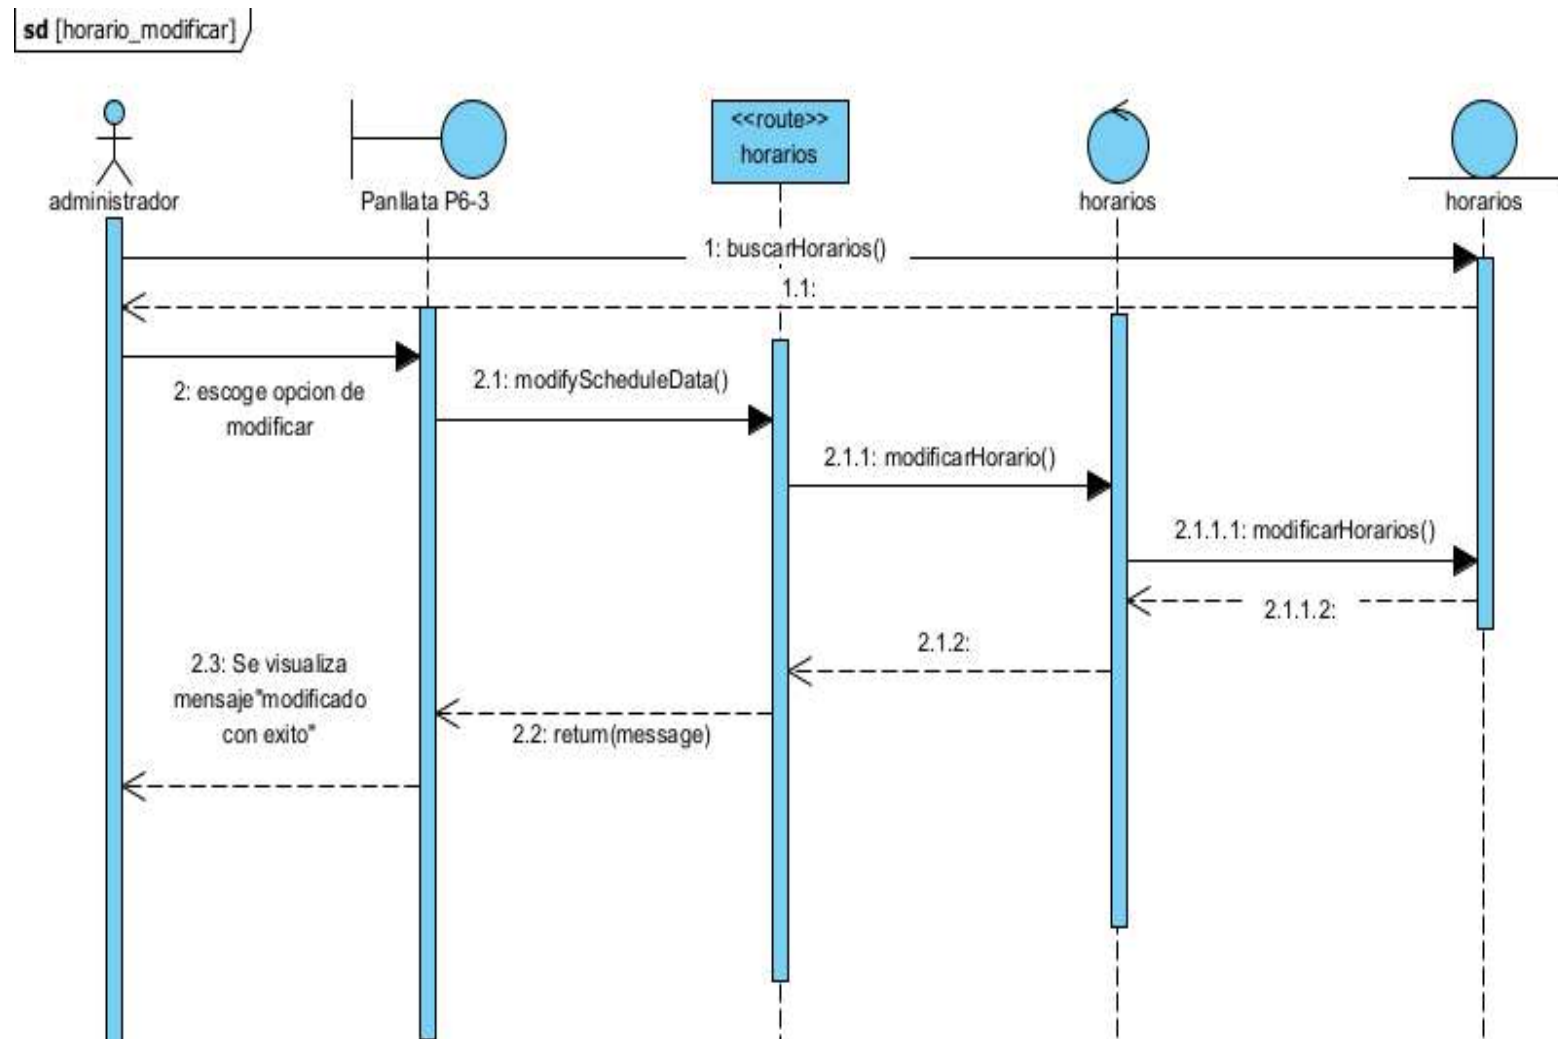 sd [horario_modificar]
<<route>>
horarios
administrador
Panllata P6-3
horarios
horarios
1: buscarHorarios()
1.1:
2: escoge opcion de
modificar
2.1: modifyScheduleData()
2.1.1: modificarHorario()
2.1.1.1: modificarHorarios()
2.1.1.2:
2.1.2:
2.3: Se visualiza
mensaje"modificado
con exito"
2.2: return(message)